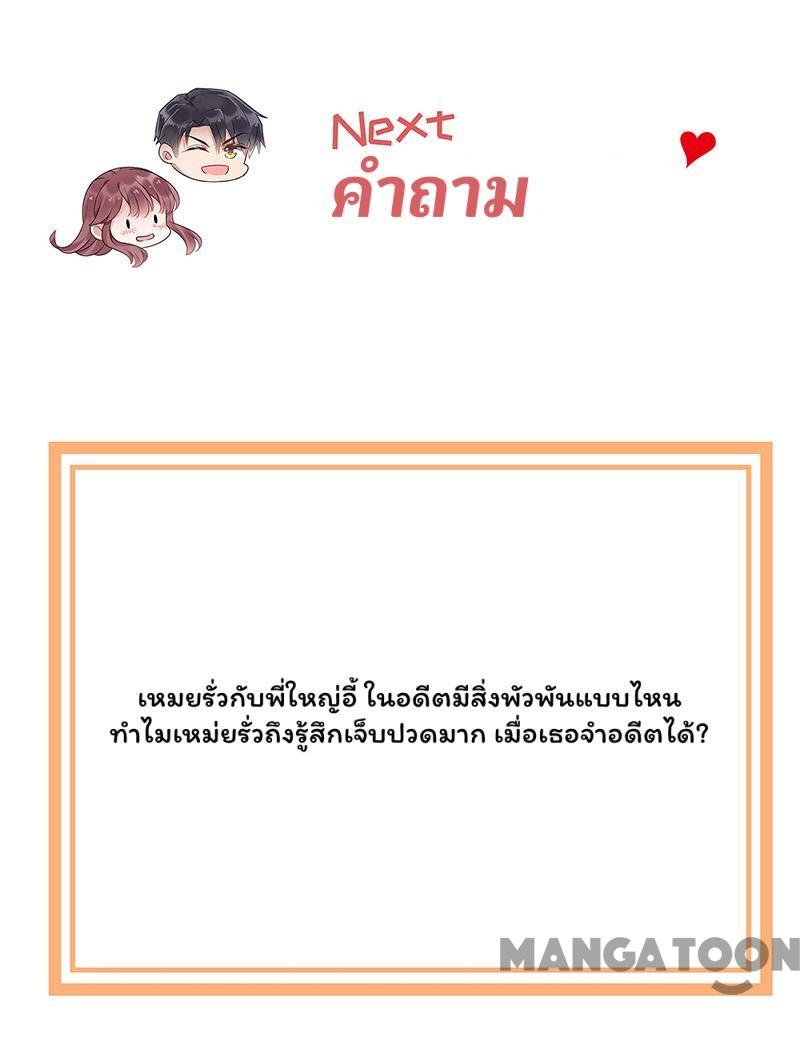 Next
คำถาม
เหมยรั่วกับพี่ใหญ่อี้ ในอดีตมีสิ่งพัวพันแบบไหน
ทำไมเหม่ยรั่วถึงรู้สึกเจ็บปวดมาก เมื่อเธอจำอดีตได้?
MANGATOON